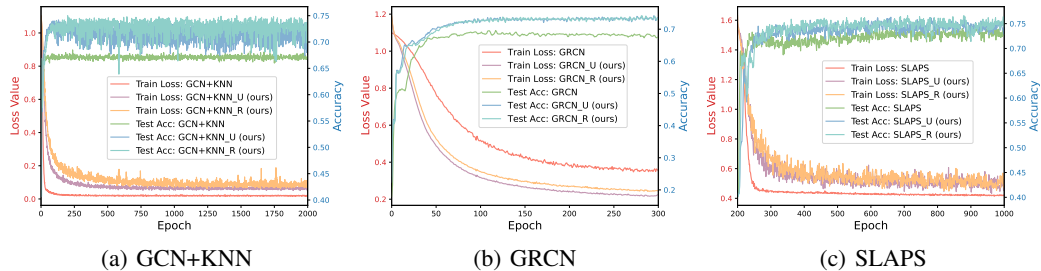 Loss Value
1.0
0.8
0.6
0.4
0.2
0.0
0 250 500 750 1000 1250 1500 1750 2000
Epoch
0.75
0.70
0.65
0.60
0.55
0.50
0.45
0.40
Accuracy
Train Loss: GCN+KNN
Train Loss: GCN+KNN_U (ours)
Train Loss: GCN+KNN_R (ours)
Test Acc: GCN+KNN
Test Acc: GCN+KNN_U (ours)
Test Acc: GCN+KNN_R (ours)
(a) GCN+KNN
Loss Value
1.2
1.0
0.8
0.6
0.4
0.2
0 50 100 150 200 250 300
Epoch
0.7
0.6
0.5
0.4
0.3
0.2
Accuracy
Train Loss: GRCN
Train Loss: GRCN_U (ours)
Train Loss: GRCN_R (ours)
Test Acc: GRCN
Test Acc: GRCN_U (ours)
Test Acc: GRCN_R (ours)
(b) GRCN
Loss Value
1.6
1.4
1.2
1.0
0.8
0.6
0.4
200 300 400 500 600 700 800 900 1000
Epoch
0.75
0.70
0.65
0.60
0.55
0.50
0.45
0.40
Accuracy
Train Loss: SLAPS
Train Loss: SLAPS_U (ours)
Train Loss: SLAPS_R (ours)
Test Acc: SLAPS
Test Acc: SLAPS_U (ours)
Test Acc: SLAPS_R (ours)
(c) SLAPS